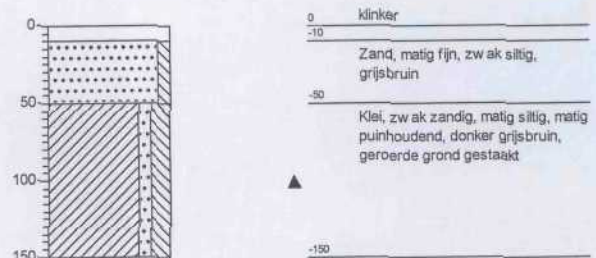 0
50
100
150
0 klinker
-10
Zand, matig fijn, zwak siltig,
grijsbruin
-50
Klei, zwak zandig, matig siltig, matig
puinhoudend, donker grijsbruin,
geroerde grond gestaakt
-150